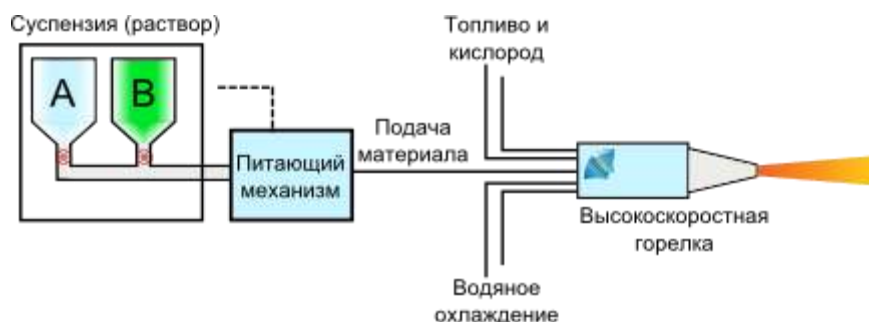 Суспензия (раствор)
A
B
Питающий
механизм
Подача
материала
Топливо и
кислород
Высокоскоростная
горелка
Водяное
охлаждение